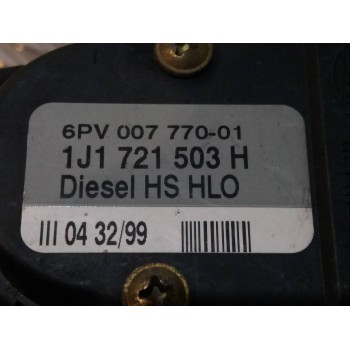 6PV 007 770-01
1J1 721 503 H
Diesel HS HLO
III 04 32/99